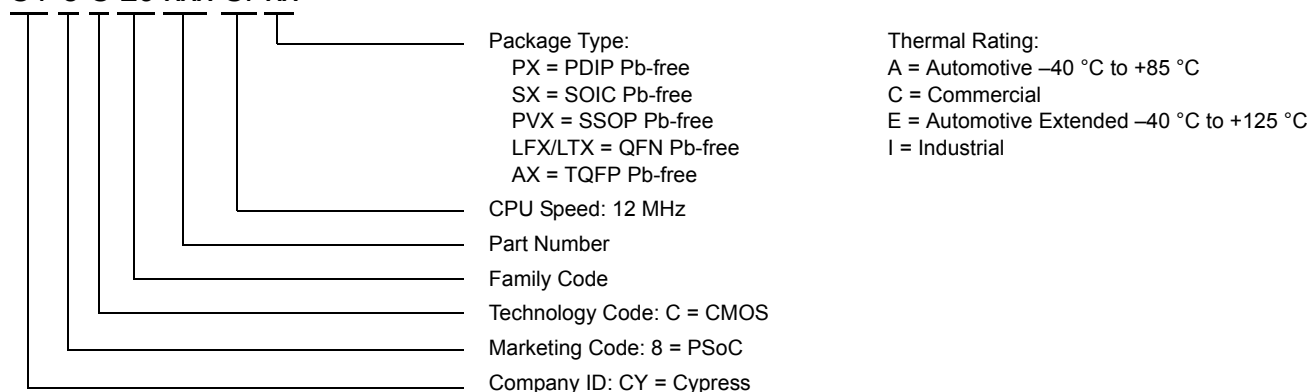 Package Type:
PX = PDIP Pb-free
SX = SOIC Pb-free
PVX = SSOP Pb-free
LFX/LTX = QFN Pb-free
AX = TQFP Pb-free
Thermal Rating:
A = Automotive –40 °C to +85 °C
C = Commercial
E = Automotive Extended –40 °C to +125 °C
I = Industrial
CPU Speed: 12 MHz
Part Number
Family Code
Technology Code: C = CMOS
Marketing Code: 8 = PSoC
Company ID: CY = Cypress